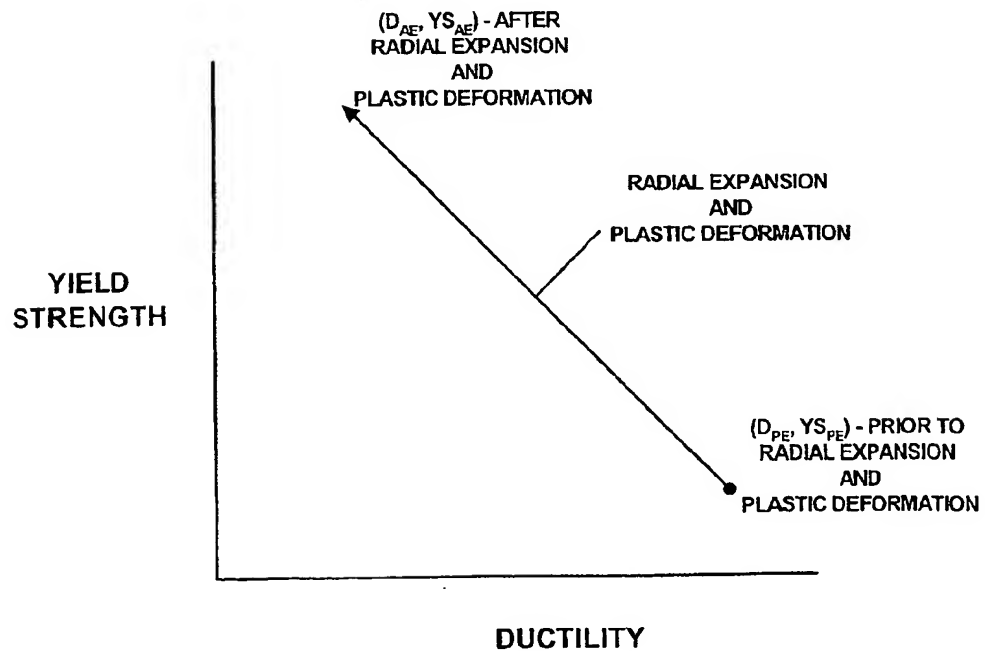 (D_AE, YS_AE) - AFTER
RADIAL EXPANSION
AND
PLASTIC DEFORMATION
RADIAL EXPANSION
AND
PLASTIC DEFORMATION
YIELD
STRENGTH
(D_PE, YS_PE) - PRIOR TO
RADIAL EXPANSION
AND
PLASTIC DEFORMATION
DUCTILITY